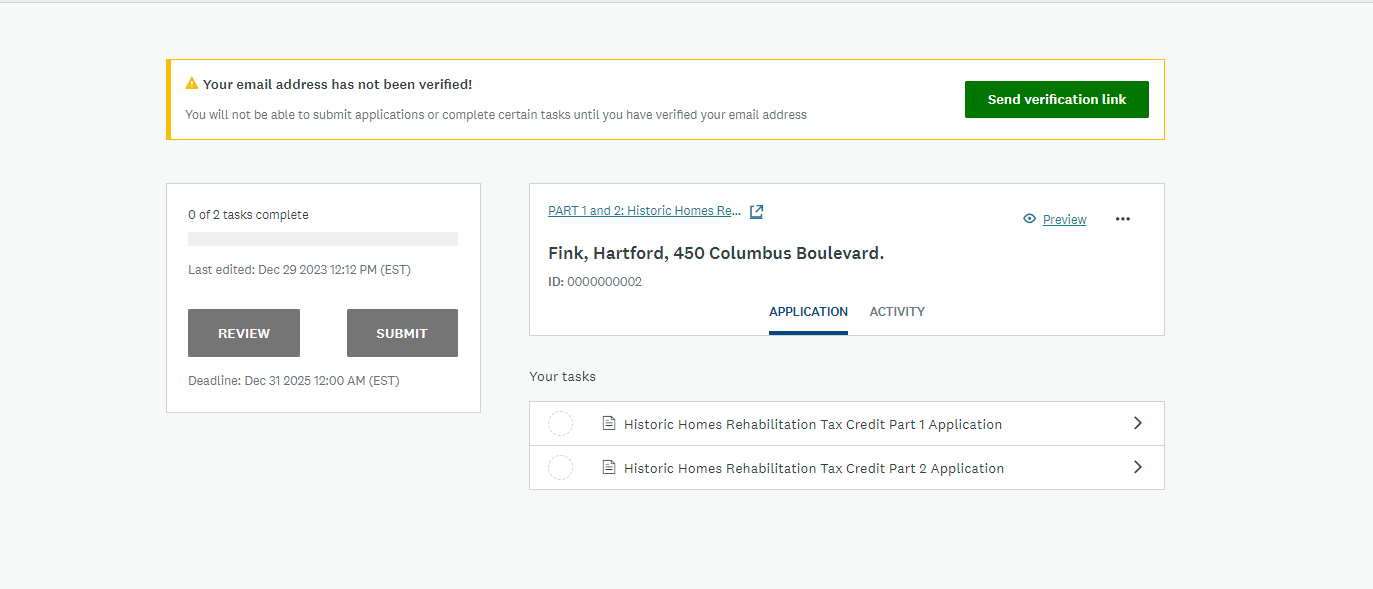 Your email address has not been verified!
You will not be able to submit applications or complete certain tasks until you have verified your email address
Send verification link
0 of 2 tasks complete
Last edited: Dec 29 2023 12:12 PM (EST)
REVIEW
SUBMIT
Deadline: Dec 31 2025 12:00 AM (EST)
PART 1 and 2: Historic Homes Re...
Preview
Fink, Hartford, 450 Columbus Boulevard.
ID: 0000000002
APPLICATION
ACTIVITY
Your tasks
Historic Homes Rehabilitation Tax Credit Part 1 Application
Historic Homes Rehabilitation Tax Credit Part 2 Application